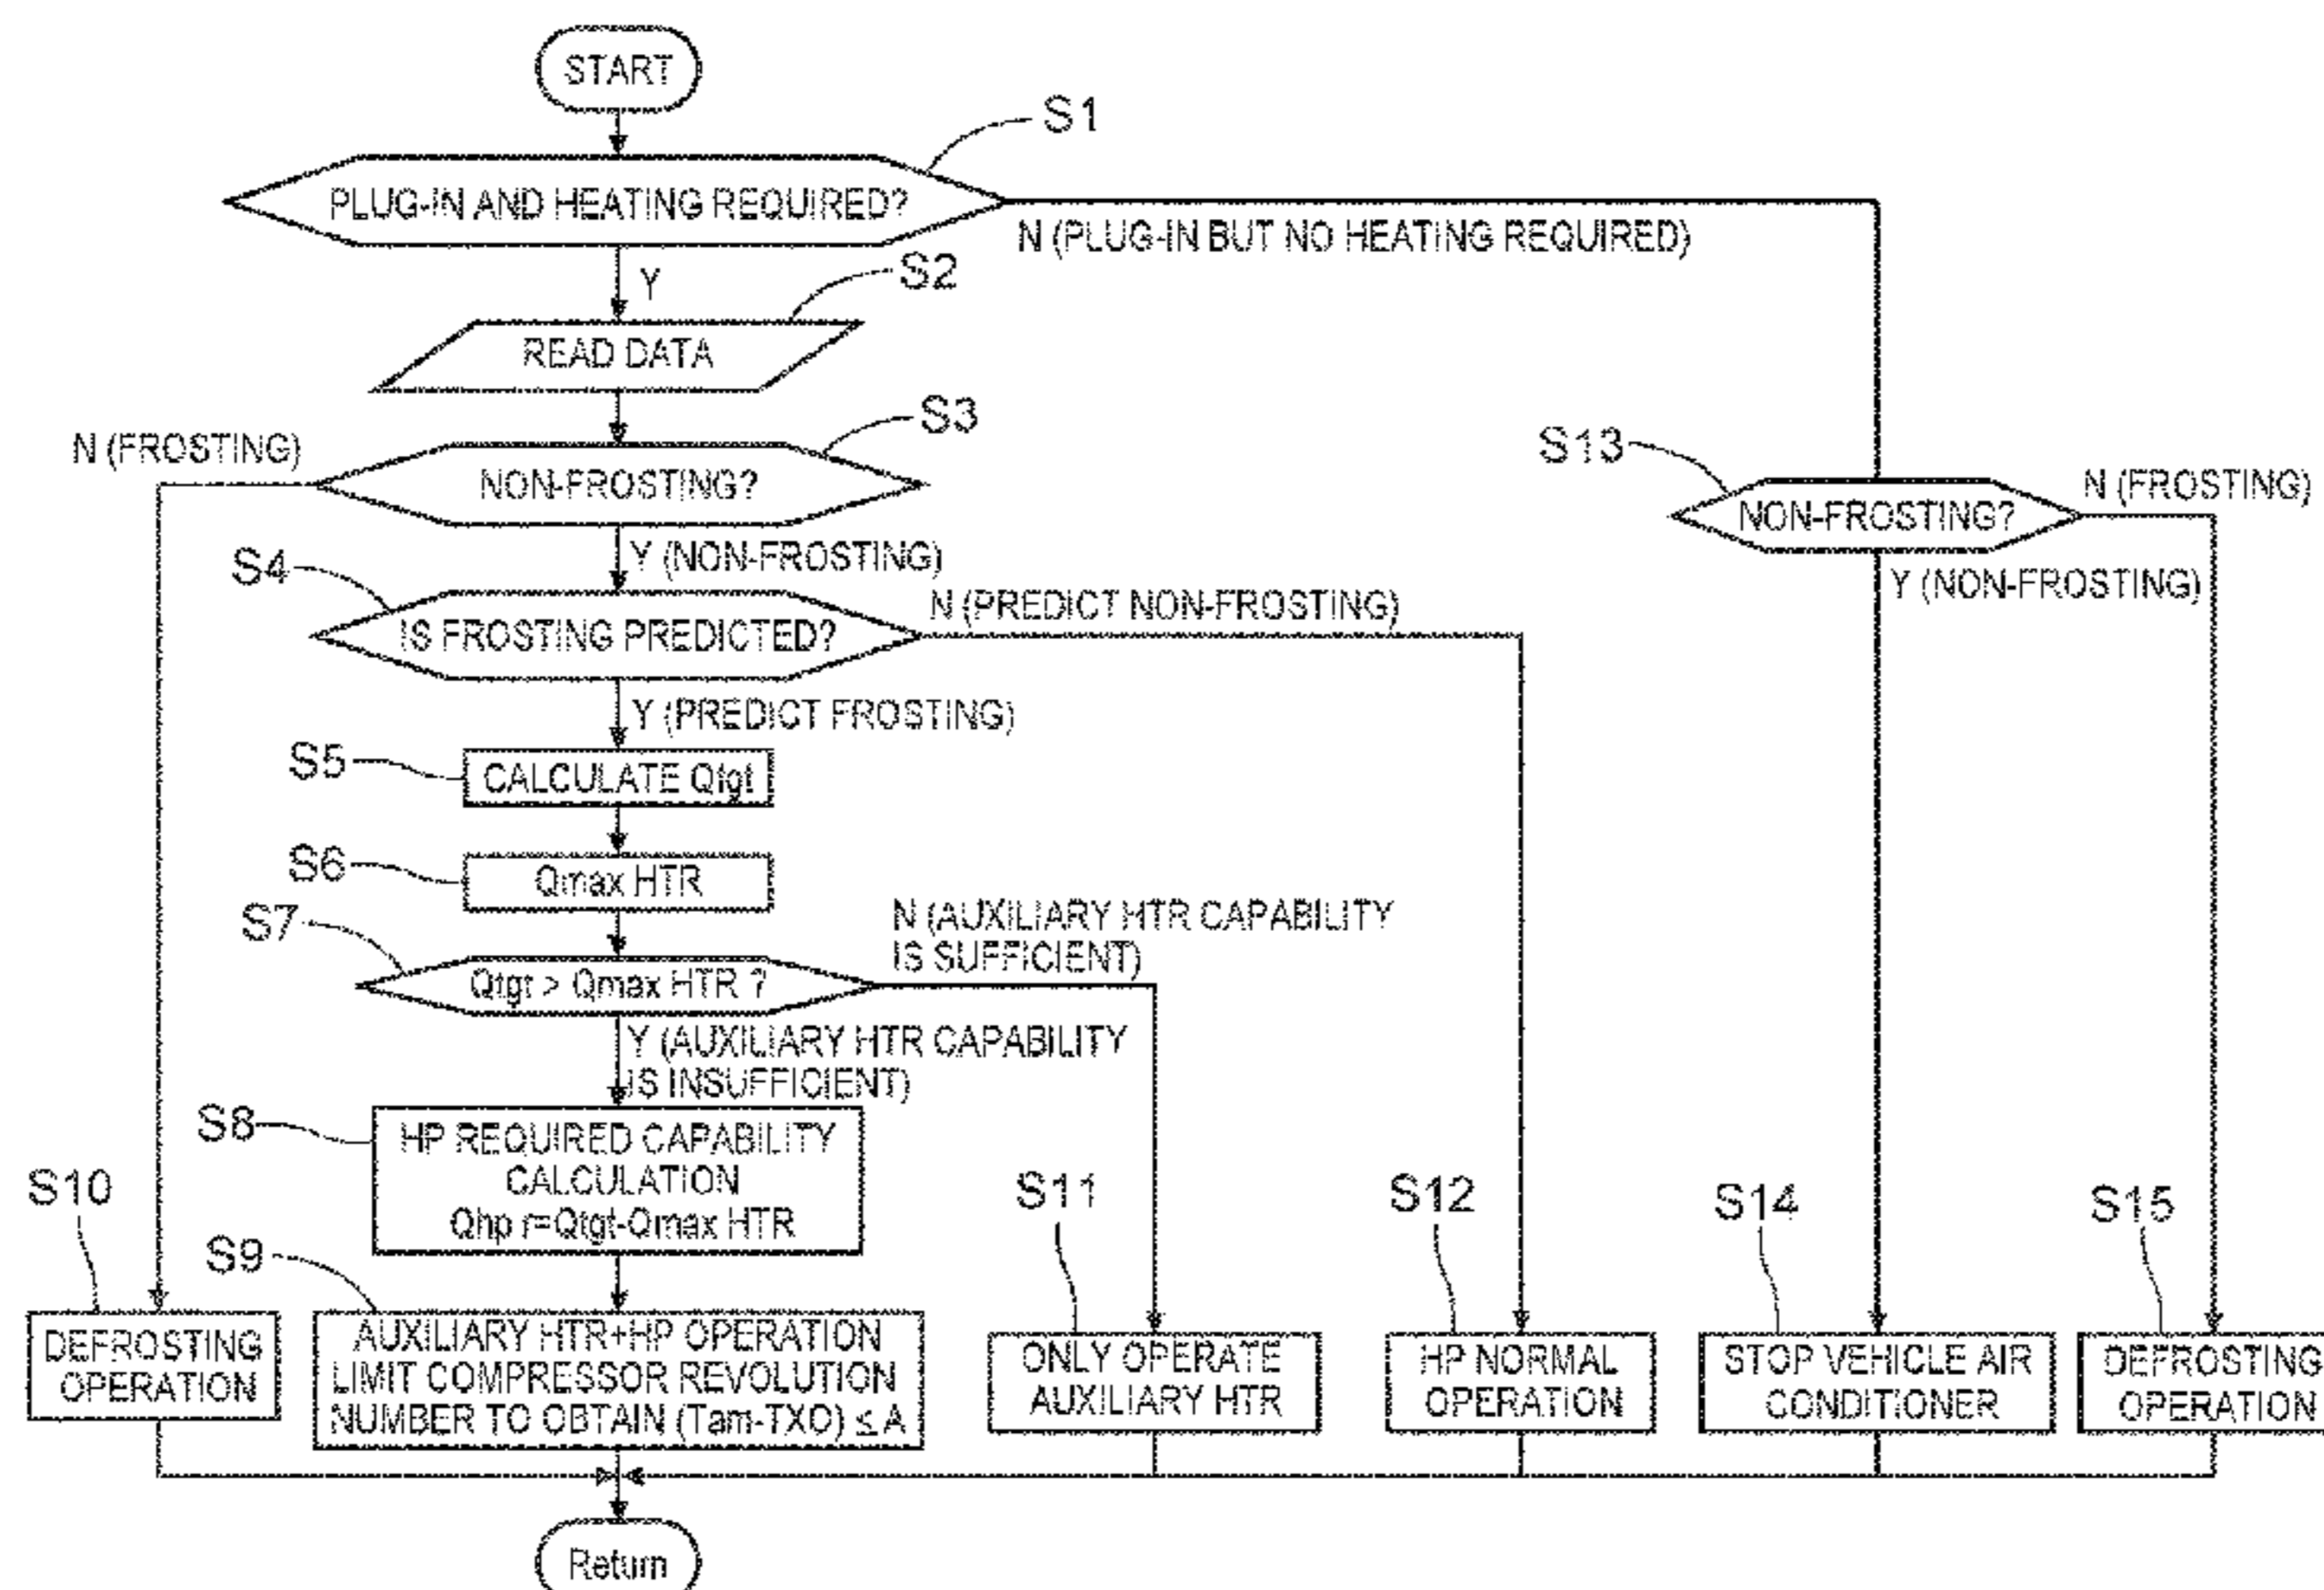 START
S1
PLUG-IN AND HEATING REQUIRED?
N (PLUG-IN BUT NO HEATING REQUIRED)
Y
S2
READ DATA
S3
N (FROSTING)
NON-FROSTING?
S13
NON-FROSTING?
N (FROSTING)
Y (NON-FROSTING)
Y (NON-FROSTING)
S4
IS FROSTING PREDICTED?
N (PREDICT NON-FROSTING)
Y (PREDICT FROSTING)
S5
CALCULATE Qtgt
S6
Qmax HTR
S7
Qtgt > Qmax HTR ?
N (AUXILIARY HTR CAPABILITY
IS SUFFICIENT)
Y (AUXILIARY HTR CAPABILITY
IS INSUFFICIENT)
S8
HP REQUIRED CAPABILITY
CALCULATION
Qhp r=Qtgt-Qmax HTR
S10
DEFROSTING
OPERATION
S9
AUXILIARY HTR+HP OPERATION
LIMIT COMPRESSOR REVOLUTION
NUMBER TO OBTAIN (Tam-TXO) ≤ A
S11
ONLY OPERATE
AUXILIARY HTR
S12
HP NORMAL
OPERATION
S14
STOP VEHICLE AIR
CONDITIONER
S15
DEFROSTING
OPERATION
Return